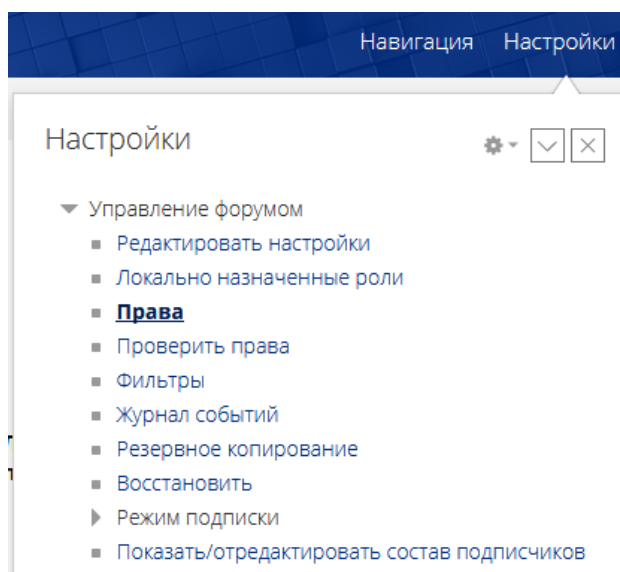 Навигация Настройки
Настройки
Управление форумом
Редактировать настройки
Локально назначенные роли
Права
Проверить права
Фильтры
Журнал событий
Резервное копирование
Восстановить
Режим подписки
Показать/отредактировать состав подписчиков